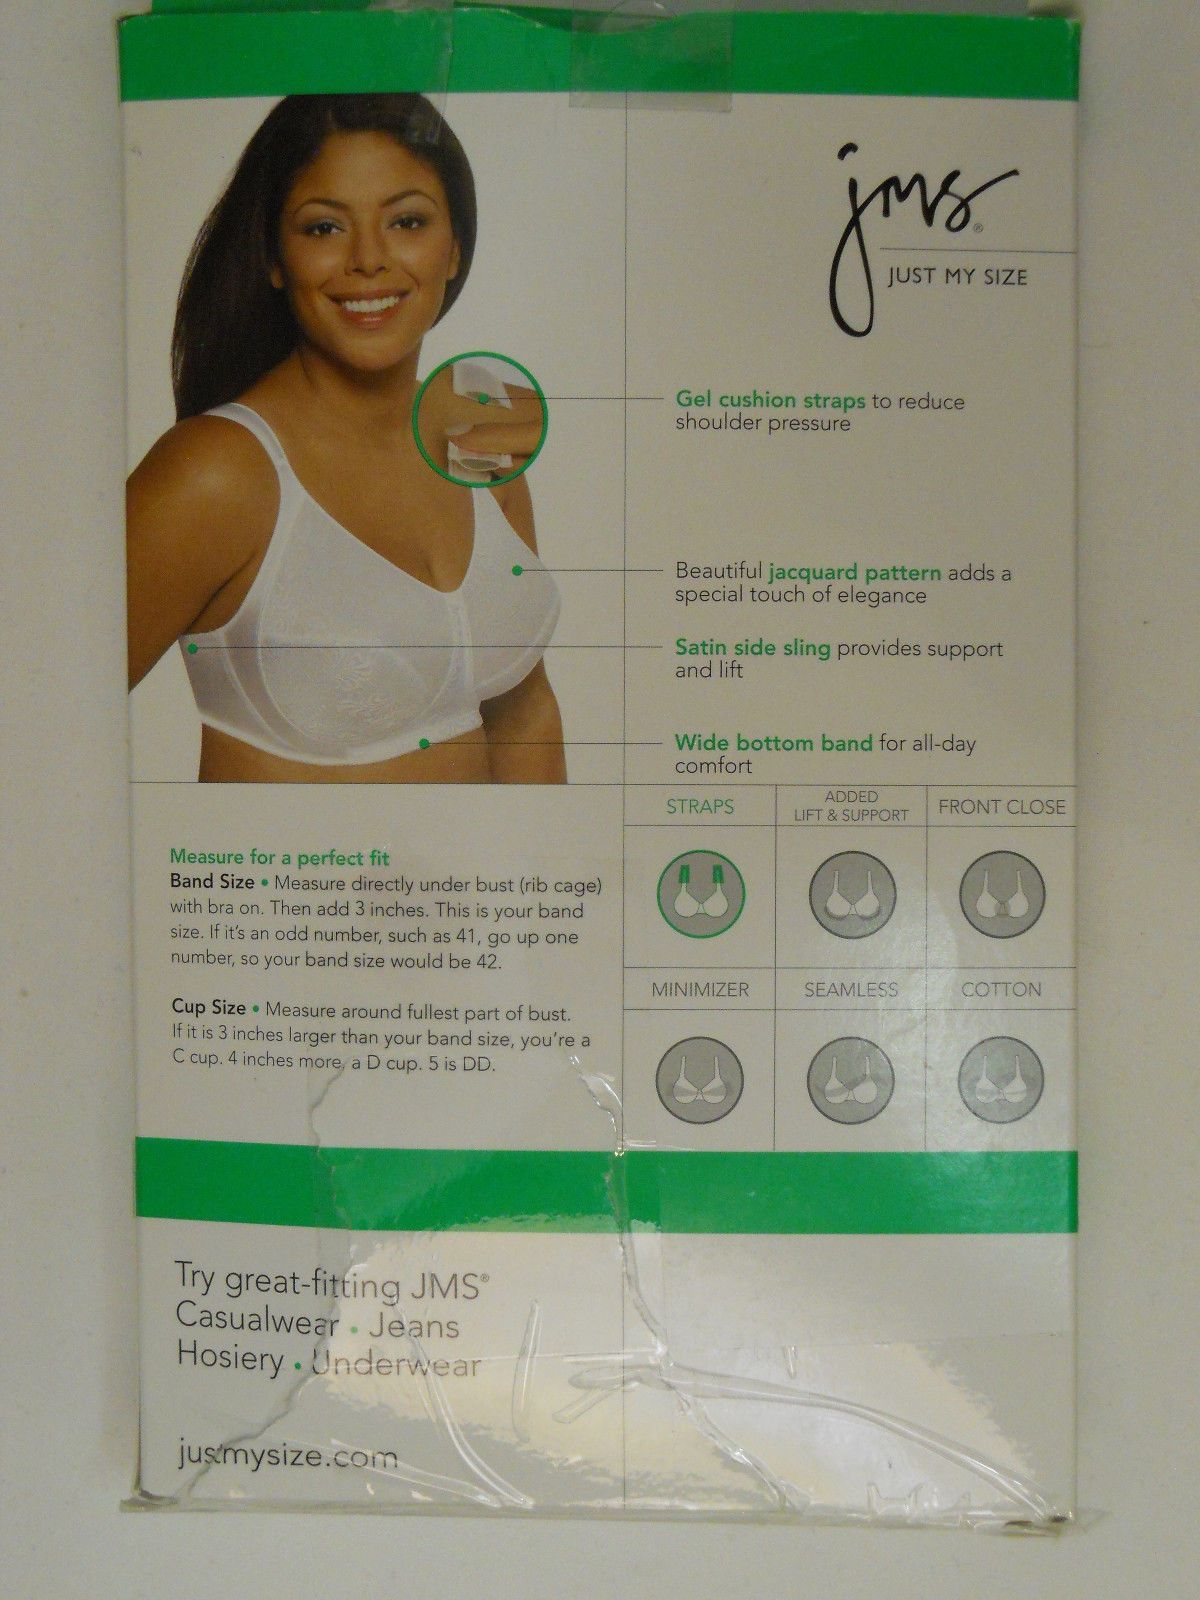 jms®
JUST MY SIZE
Gel cushion straps to reduce
shoulder pressure
Beautiful jacquard pattern adds a
special touch of elegance
Satin side sling provides support
and lift
Wide bottom band for all-day
comfort
Measure for a perfect fit
Band Size • Measure directly under bust (rib cage)
with bra on. Then add 3 inches. This is your band
size. If it's an odd number, such as 41, go up one
number, so your band size would be 42.
Cup Size • Measure around fullest part of bust.
If it is 3 inches larger than your band size, you're a
C cup. 4 inches more, a D cup. 5 is DD.
STRAPS
ADDED
LIFT & SUPPORT
FRONT CLOSE
MINIMIZER
SEAMLESS
COTTON
Try great-fitting JMS®
Casualwear • Jeans
Hosiery • Underwear
justmysize.com